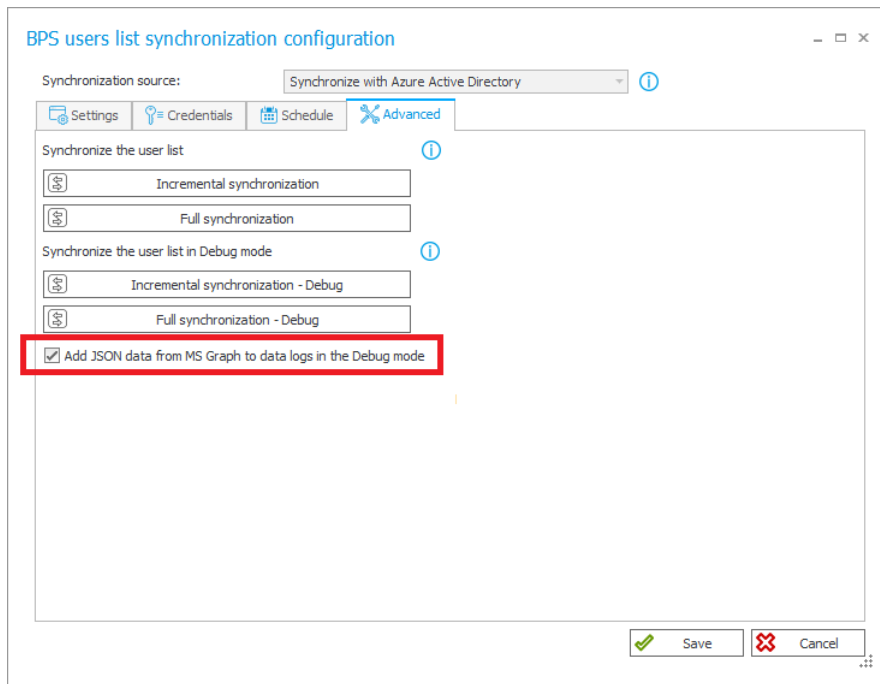 BPS users list synchronization configuration
Synchronization source: Synchronize with Azure Active Directory
Settings Credentials Schedule Advanced
Synchronize the user list
Incremental synchronization
Full synchronization
Synchronize the user list in Debug mode
Incremental synchronization - Debug
Full synchronization - Debug
Add JSON data from MS Graph to data logs in the Debug mode
Save Cancel